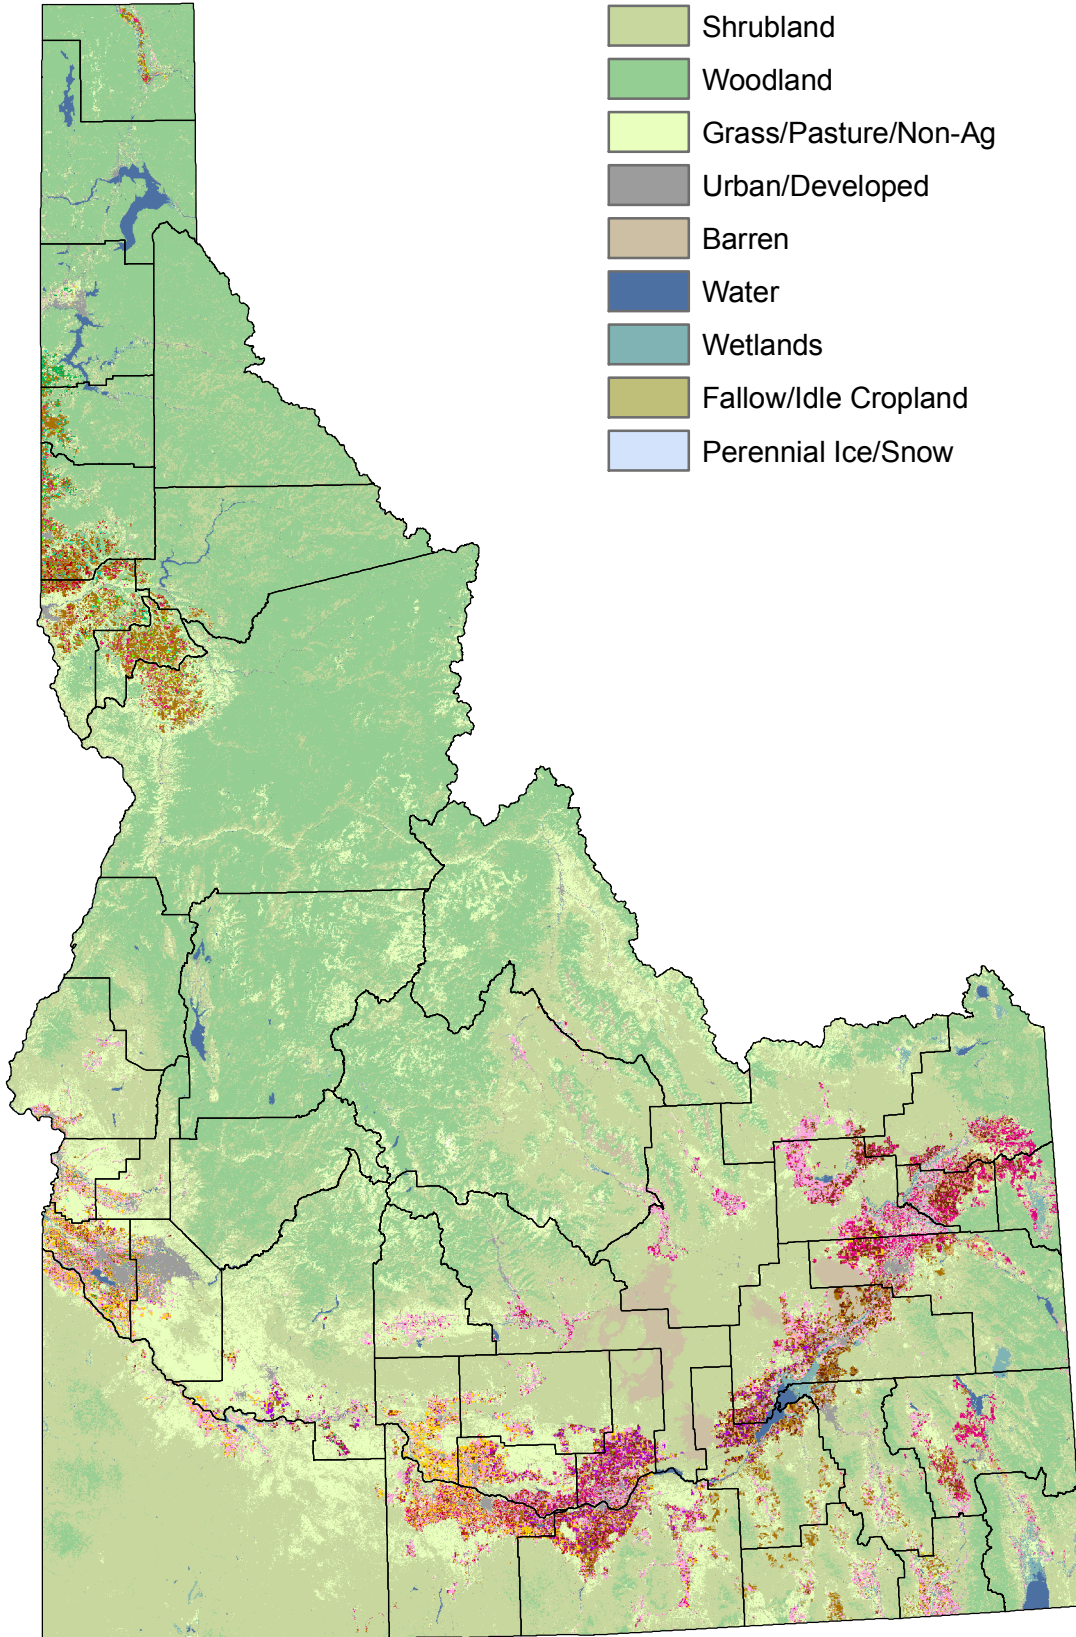 Shrubland
Woodland
Grass/Pasture/Non-Ag
Urban/Developed
Barren
Water
Wetlands
Fallow/Idle Cropland
Perennial Ice/Snow